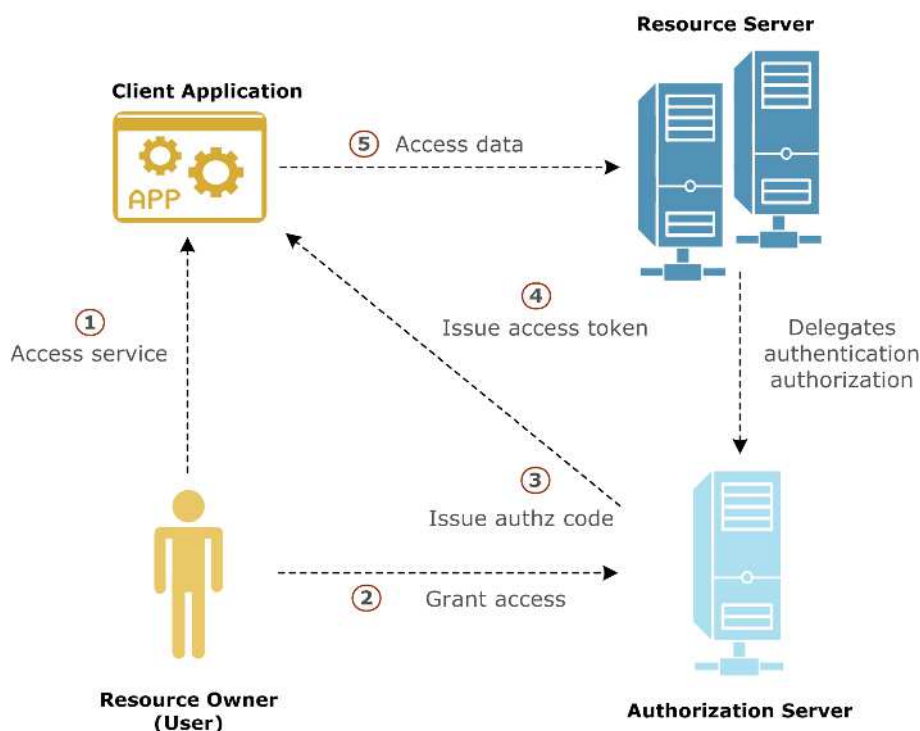 Resource Server
Client Application
5 Access data
APP
4
Issue access token
1
Access service
Delegates
authentication
authorization
3
Issue authz code
2 Grant access
Resource Owner
(User)
Authorization Server